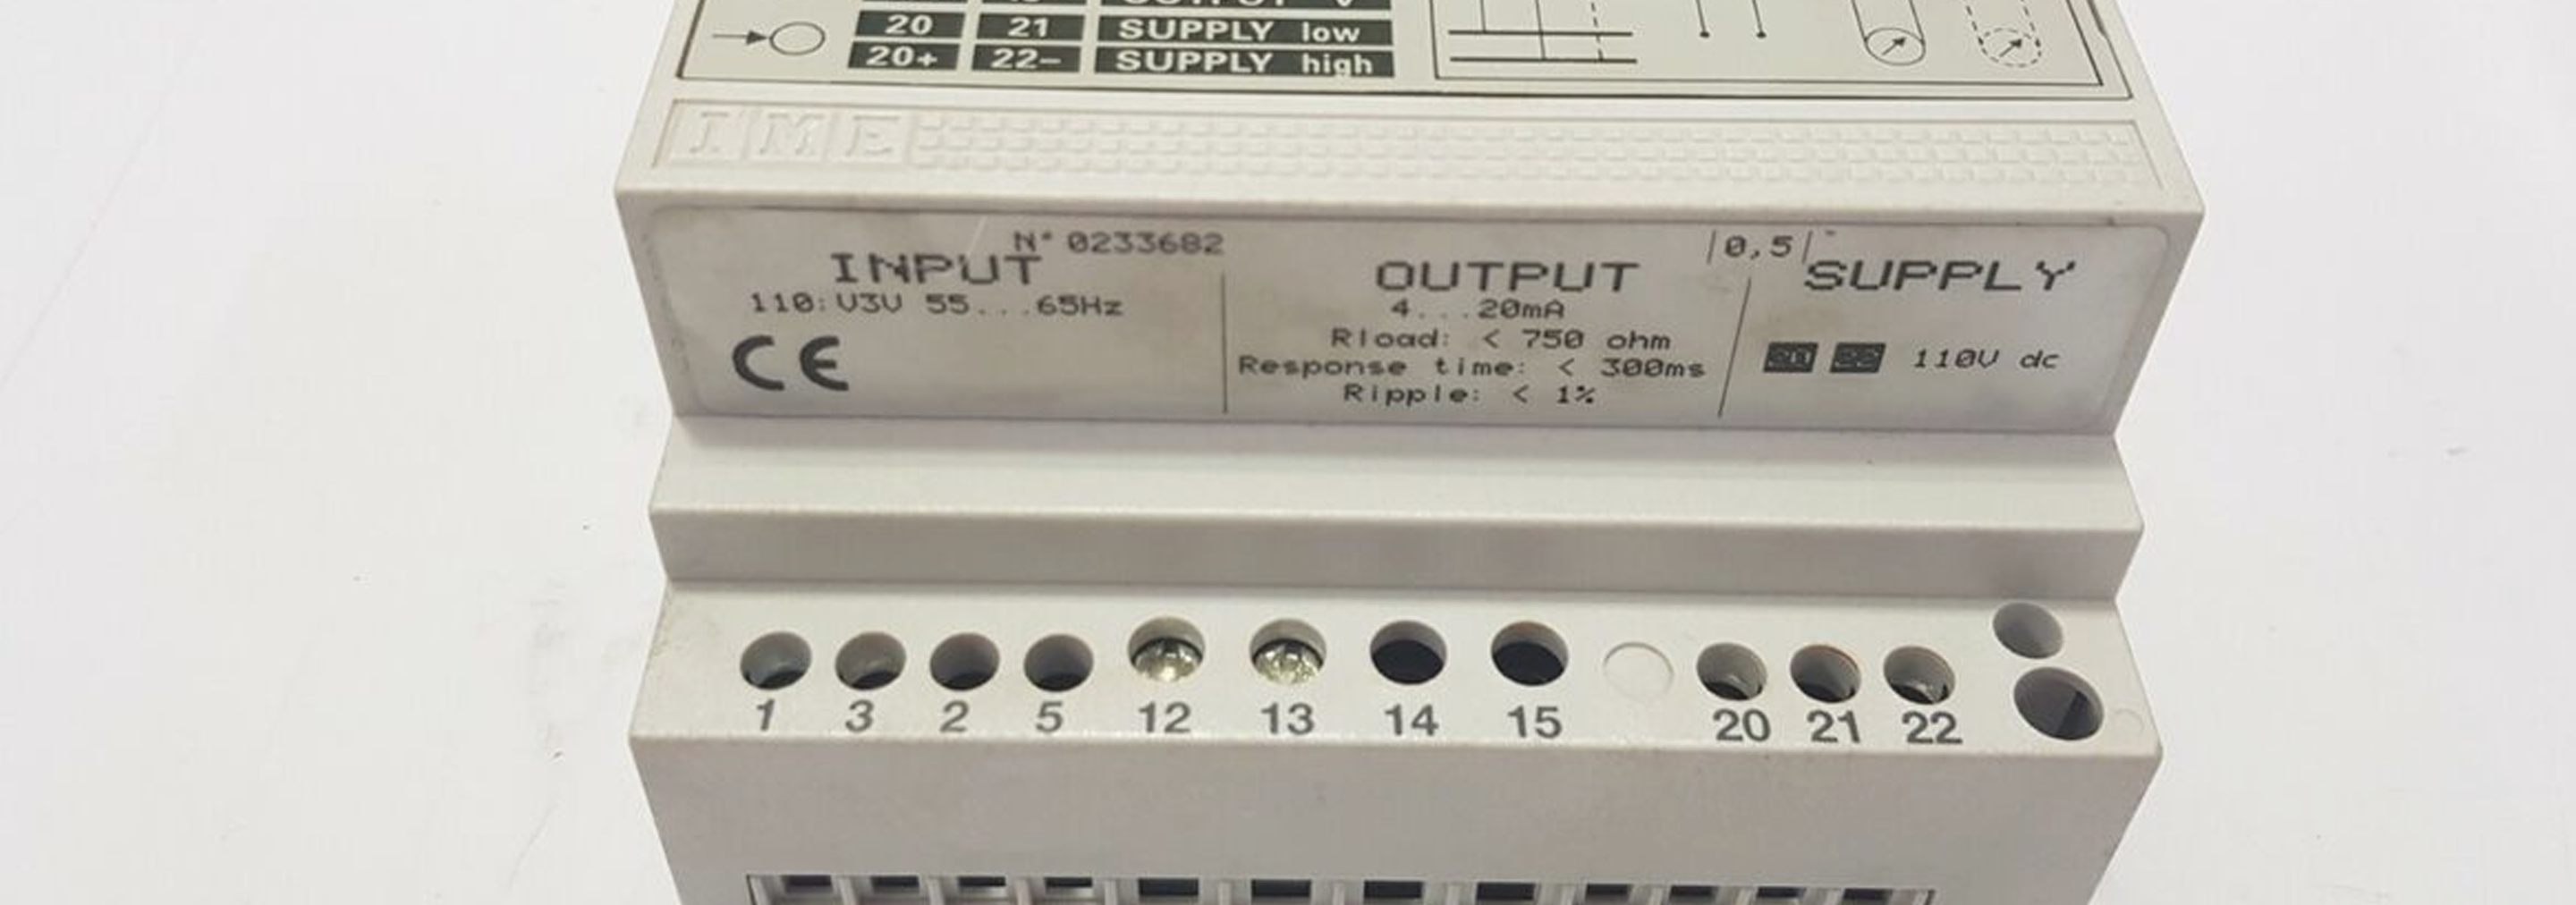 20 21 SUPPLY low
20+ 22− SUPPLY high
IME
N° 0233682
|0,5|
INPUT
OUTPUT
SUPPLY
110:V3V 55...65Hz
4...20mA
Rload: < 750 ohm
Response time: < 300ms
Ripple: < 1%
CE
20 22 110V dc
1 3 2 5 12 13 14 15 20 21 22